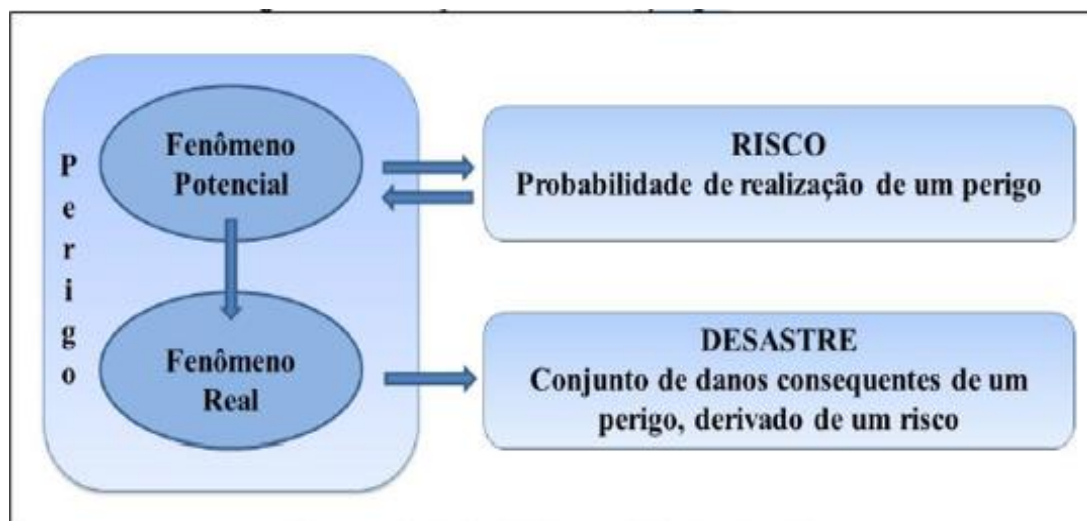 Perigo
Fenômeno
Potencial
RISCO
Probabilidade de realização de um perigo
Fenômeno
Real
DESASTRE
Conjunto de danos consequentes de um
perigo, derivado de um risco